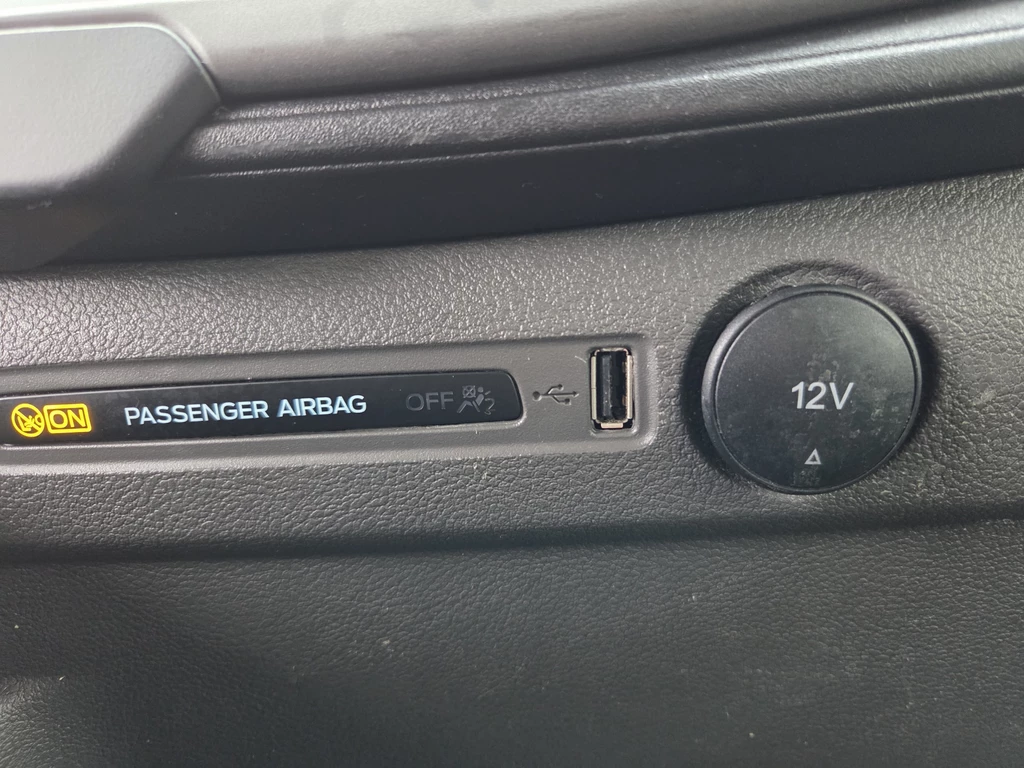 ON PASSENGER AIRBAG OFF
12V